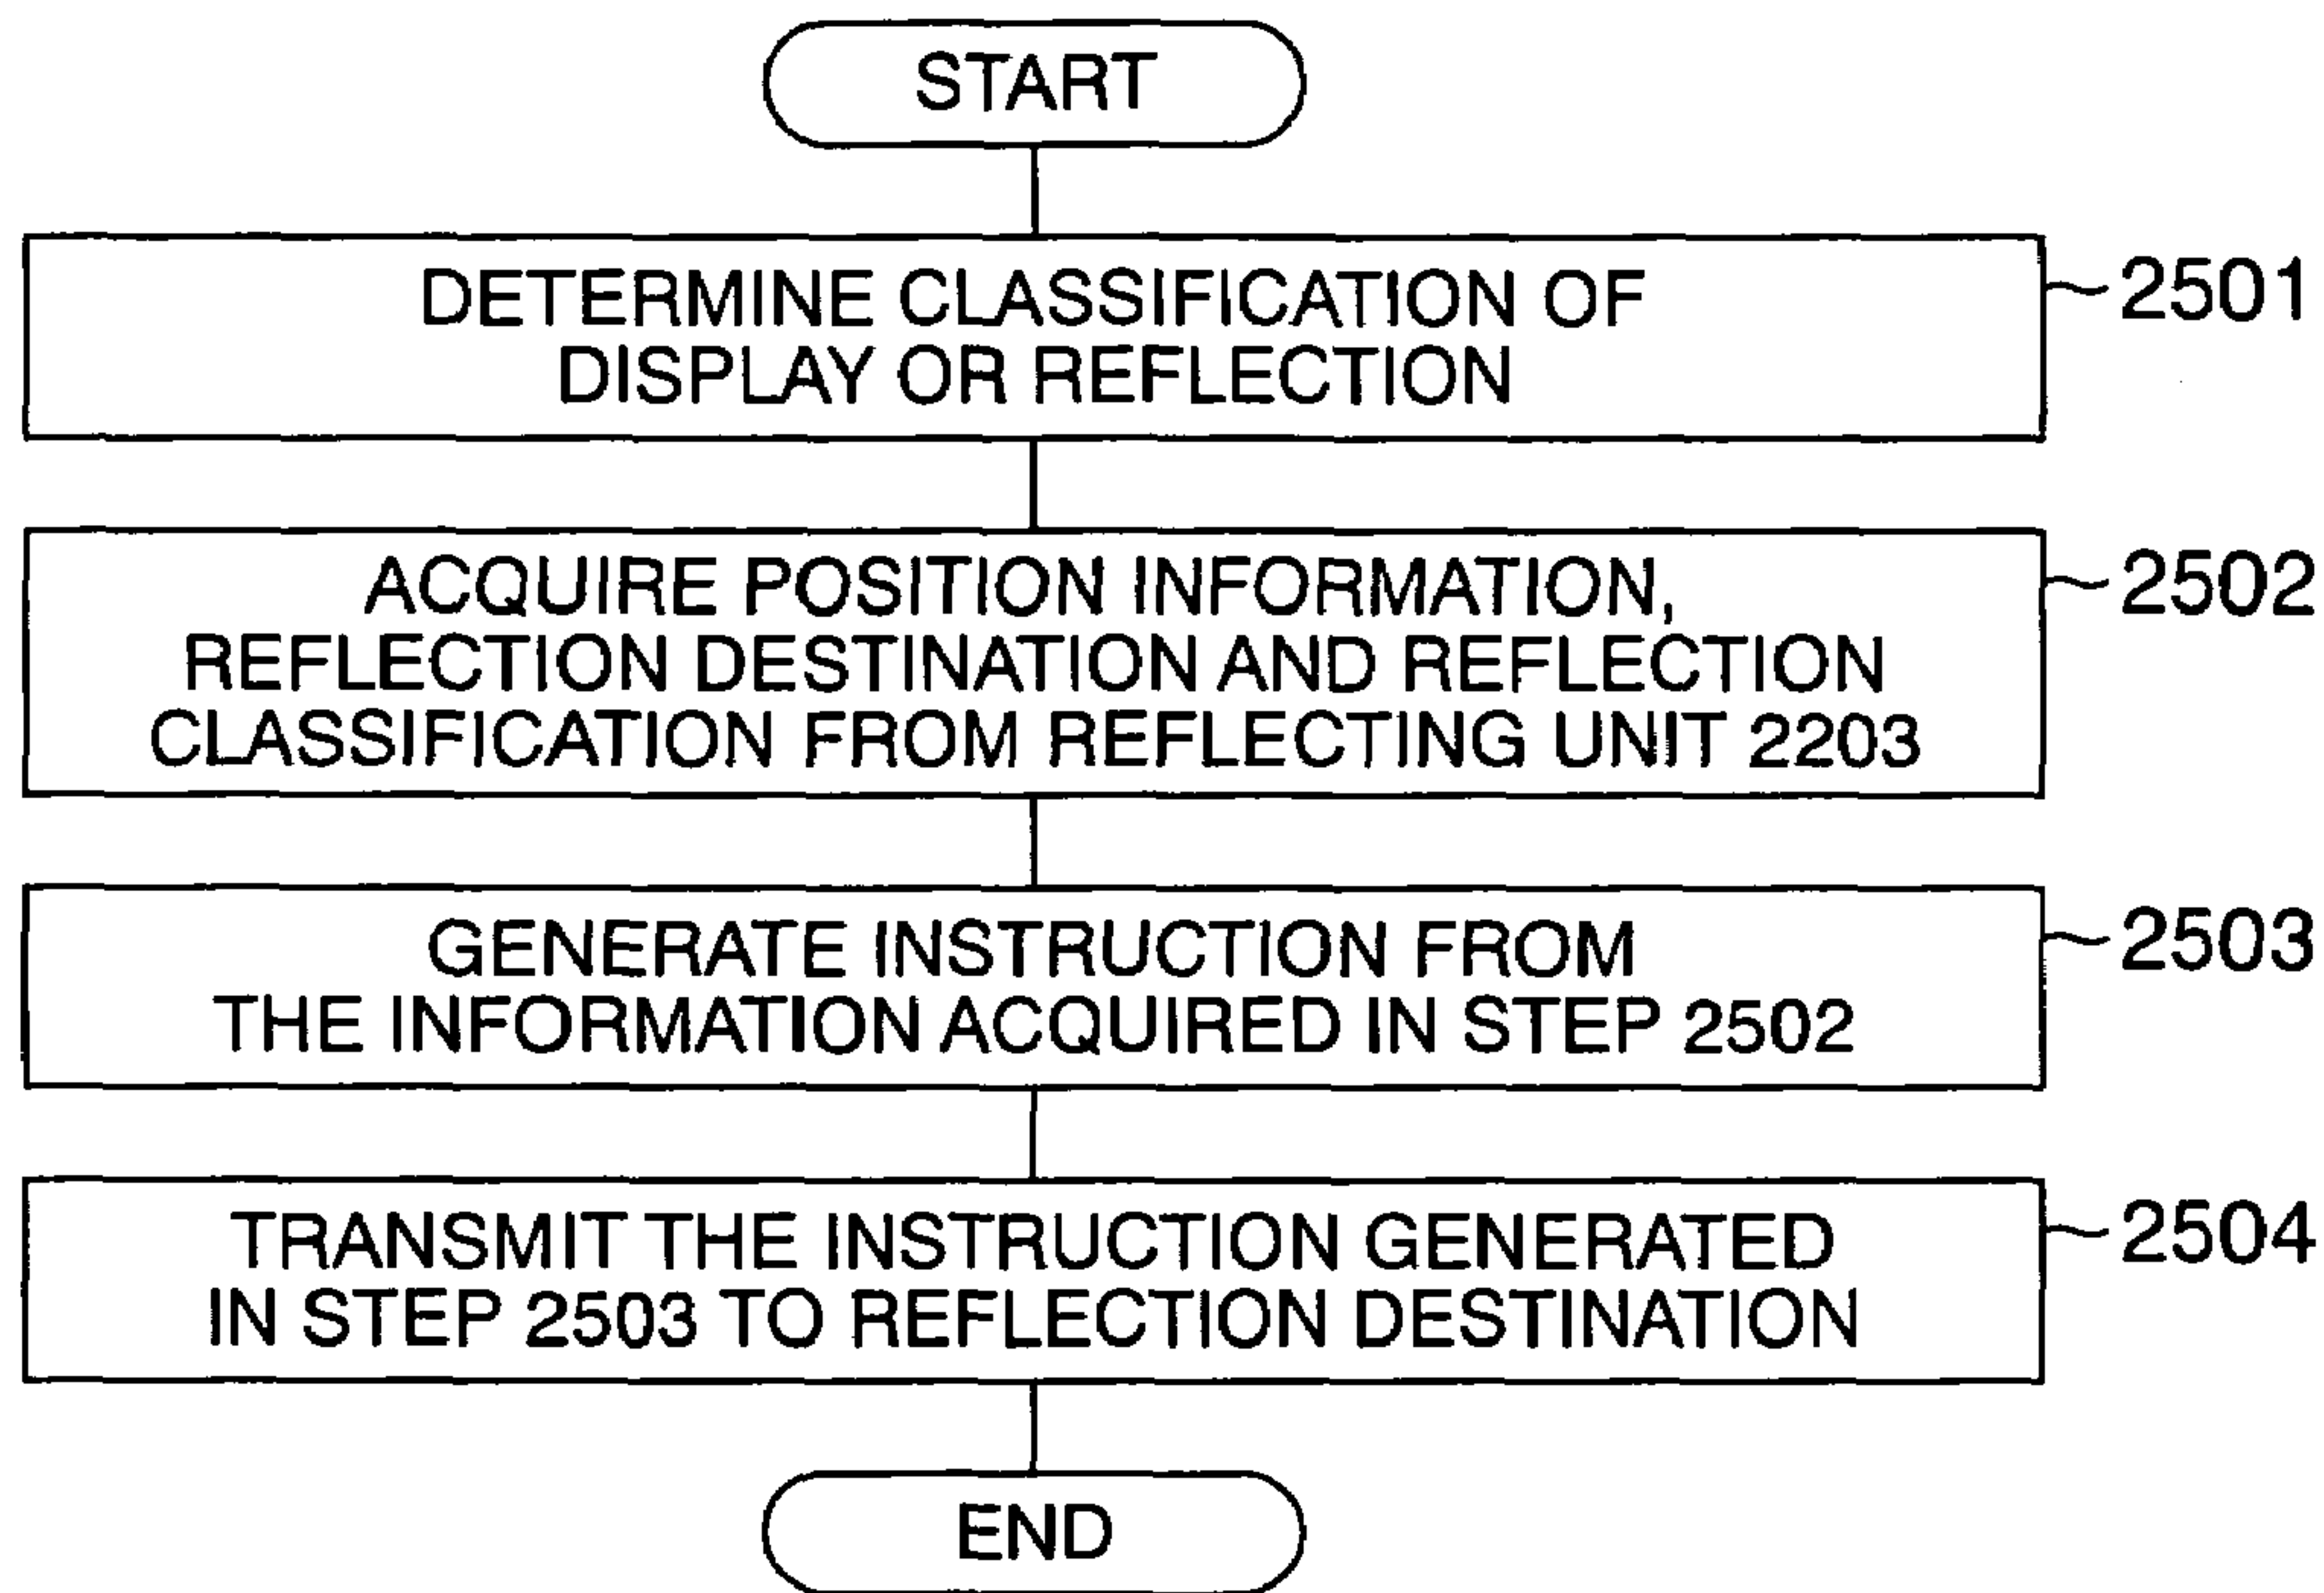 START
DETERMINE CLASSIFICATION OF
DISPLAY OR REFLECTION
2501
ACQUIRE POSITION INFORMATION,
REFLECTION DESTINATION AND REFLECTION
CLASSIFICATION FROM REFLECTING UNIT 2203
2502
GENERATE INSTRUCTION FROM
THE INFORMATION ACQUIRED IN STEP 2502
2503
TRANSMIT THE INSTRUCTION GENERATED
IN STEP 2503 TO REFLECTION DESTINATION
2504
END